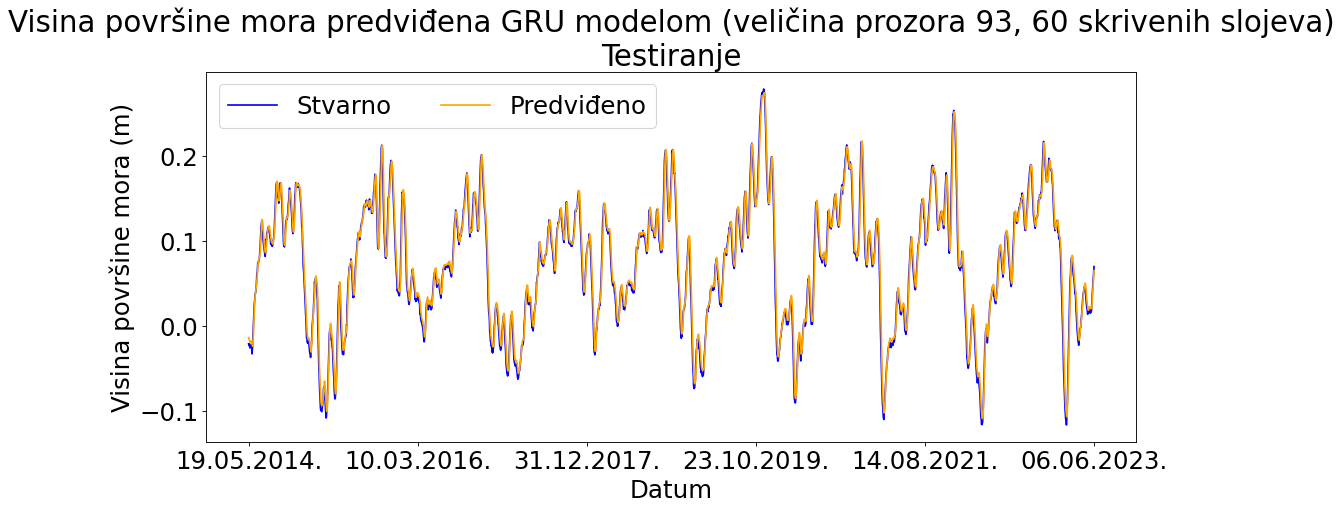 Visina površine mora predviđena GRU modelom (veličina prozora 93, 60 skrivenih slojeva)
Testiranje
Stvarno
Predviđeno
Visina površine mora (m)
0.2
0.1
0.0
−0.1
19.05.2014. 10.03.2016. 31.12.2017. 23.10.2019. 14.08.2021. 06.06.2023.
Datum